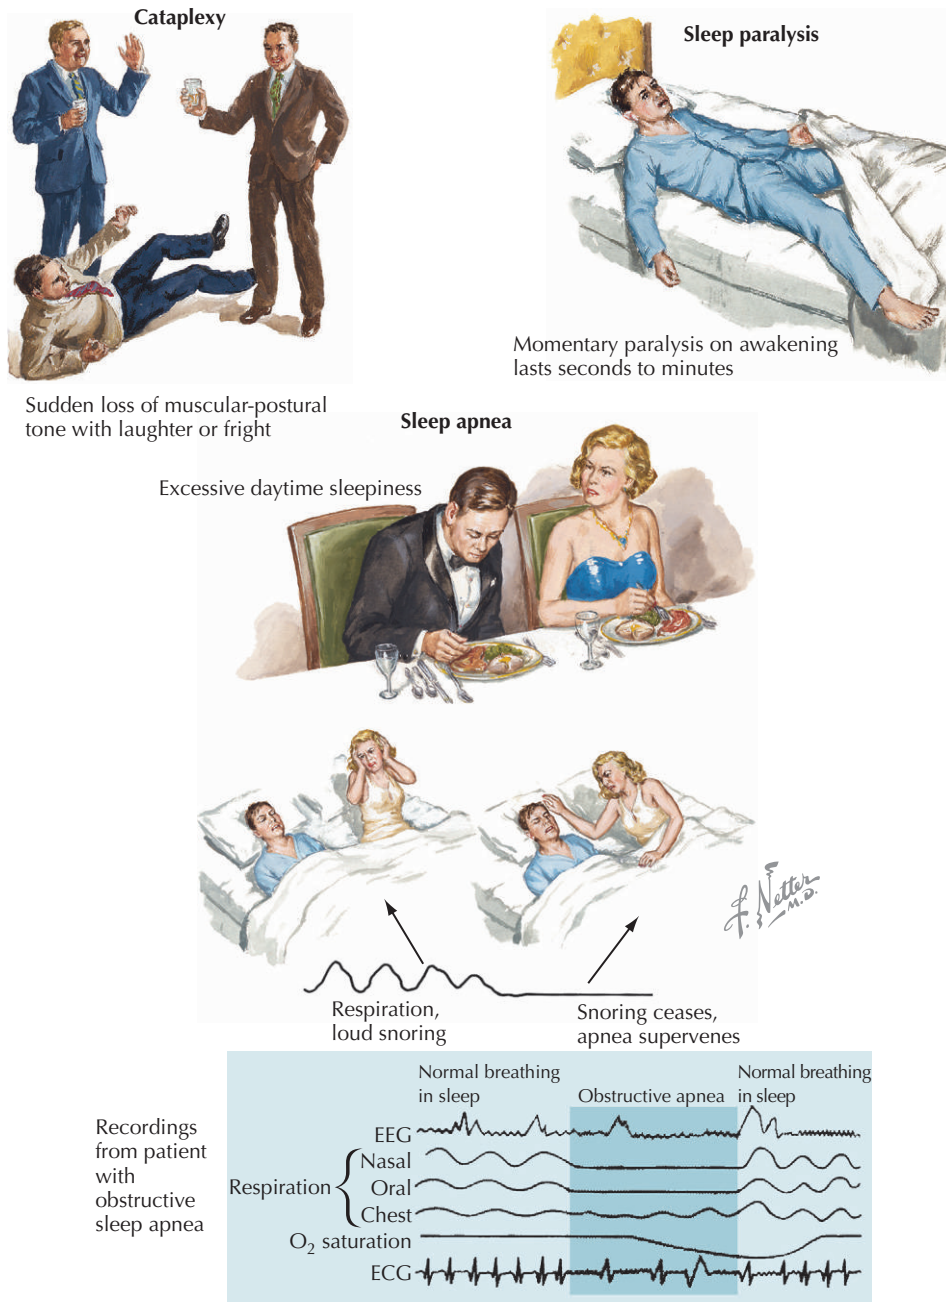 Cataplexy
Sleep paralysis
Momentary paralysis on awakening
lasts seconds to minutes
Sudden loss of muscular-postural
tone with laughter or fright
Sleep apnea
Excessive daytime sleepiness
F. Netter
M.D.
Respiration,
loud snoring
Snoring ceases,
apnea supervenes
Recordings
from patient
with
obstructive
sleep apnea
Normal breathing
in sleep
Obstructive apnea
Normal breathing
in sleep
EEG
Respiration
Nasal
Oral
Chest
O₂ saturation
ECG